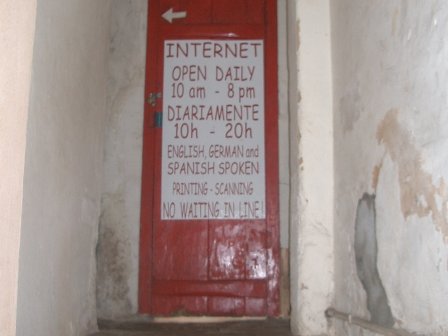 INTERNET
OPEN DAILY
10 am - 8 pm
DIARIAMENTE
10h - 20h
ENGLISH, GERMAN and
SPANISH SPOKEN
PRINTING - SCANNING
NO WAITING IN LINE!